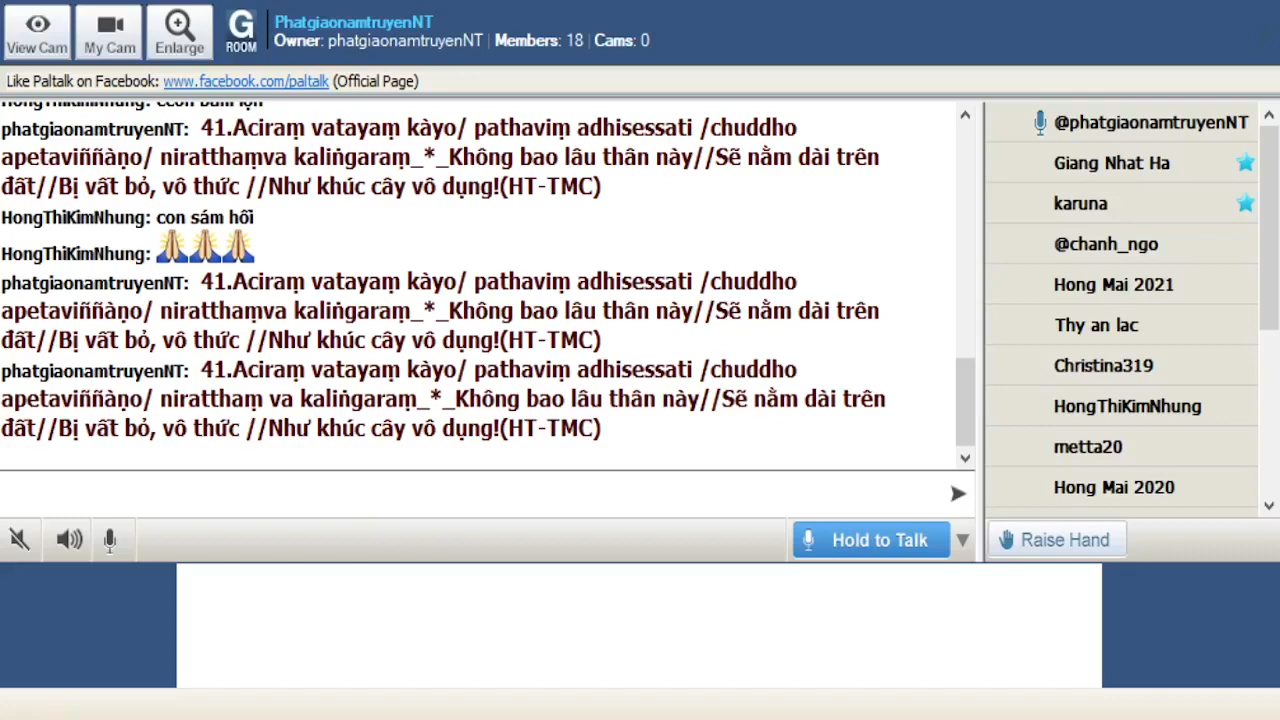 View Cam
My Cam
Enlarge
G
ROOM
PhatgiaonamtruyenNT
Owner: phatgiaonamtruyenNT | Members: 18 | Cams: 0
Like Paltalk on Facebook: www.facebook.com/paltalk (Official Page)
HongThiKimNhung:
phatgiaonamtruyenNT: 41.Aciraṃ vatayaṃ kàyo/ pathaviṃ adhisessati /chuddho
apetaviññàṇo/ niratthaṃva kaliṅgaraṃ_*_Không bao lâu thân này//Sẽ nằm dài trên
đất//Bị vất bỏ, vô thức //Như khúc cây vô dụng!(HT-TMC)
HongThiKimNhung: con sám hối
HongThiKimNhung:
phatgiaonamtruyenNT: 41.Aciraṃ vatayaṃ kàyo/ pathaviṃ adhisessati /chuddho
apetaviññàṇo/ niratthaṃva kaliṅgaraṃ_*_Không bao lâu thân này//Sẽ nằm dài trên
đất//Bị vất bỏ, vô thức //Như khúc cây vô dụng!(HT-TMC)
phatgiaonamtruyenNT: 41.Aciraṃ vatayaṃ kàyo/ pathaviṃ adhisessati /chuddho
apetaviññàṇo/ niratthaṃ va kaliṅgaraṃ_*_Không bao lâu thân này//Sẽ nằm dài trên
đất//Bị vất bỏ, vô thức //Như khúc cây vô dụng!(HT-TMC)
@phatgiaonamtruyenNT
Giang Nhat Ha
karuna
@chanh_ngo
Hong Mai 2021
Thy an lac
Christina319
HongThiKimNhung
metta20
Hong Mai 2020
Hold to Talk
Raise Hand